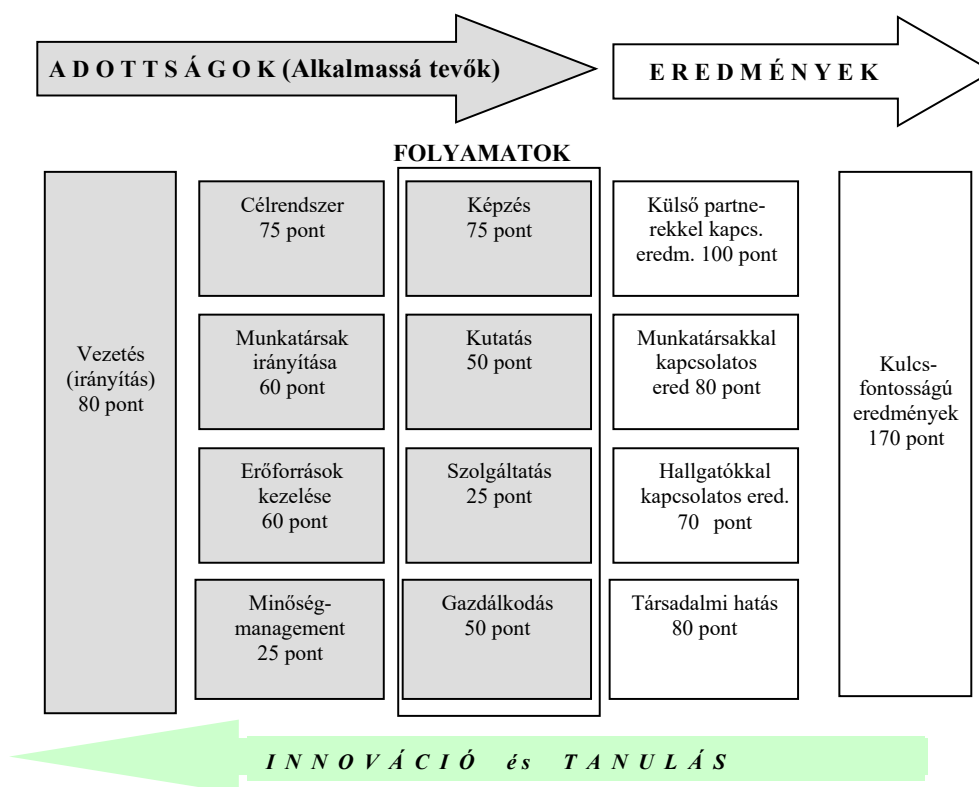 A D O T T S Á G O K (Alkalmassá tevők)
E R E D M É N Y E K
FOLYAMATOK
Vezetés
(irányítás)
80 pont
Célrendszer
75 pont
Képzés
75 pont
Külső partne-
rekkel kapcs.
eredm. 100 pont
Munkatársak
irányítása
60 pont
Kutatás
50 pont
Munkatársakkal
kapcsolatos
ered 80 pont
Erőforrások
kezelése
60 pont
Szolgáltatás
25 pont
Hallgatókkal
kapcsolatos ered.
70 pont
Minőség-
management
25 pont
Gazdálkodás
50 pont
Társadalmi hatás
80 pont
Kulcs-
fontosságú
eredmények
170 pont
I N N O V Á C I Ó és T A N U L Á S